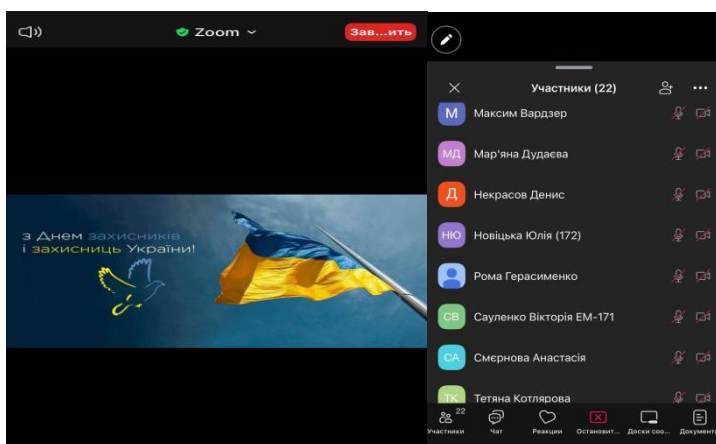 Zoom
Зав...ить
з Днем захисників
і захисниць України!
Участники (22)
М Максим Вардзер
МД Мар'яна Дудаєва
Д Некрасов Денис
НЮ Новіцька Юлія (172)
Рома Герасименко
СВ Сауленко Вікторія ЕМ-171
СА Смєрнова Анастасія
ТК Тетяна Котлярова
22
Участники
Чат
Реакции
Остановит...
Доски соо...
Документы